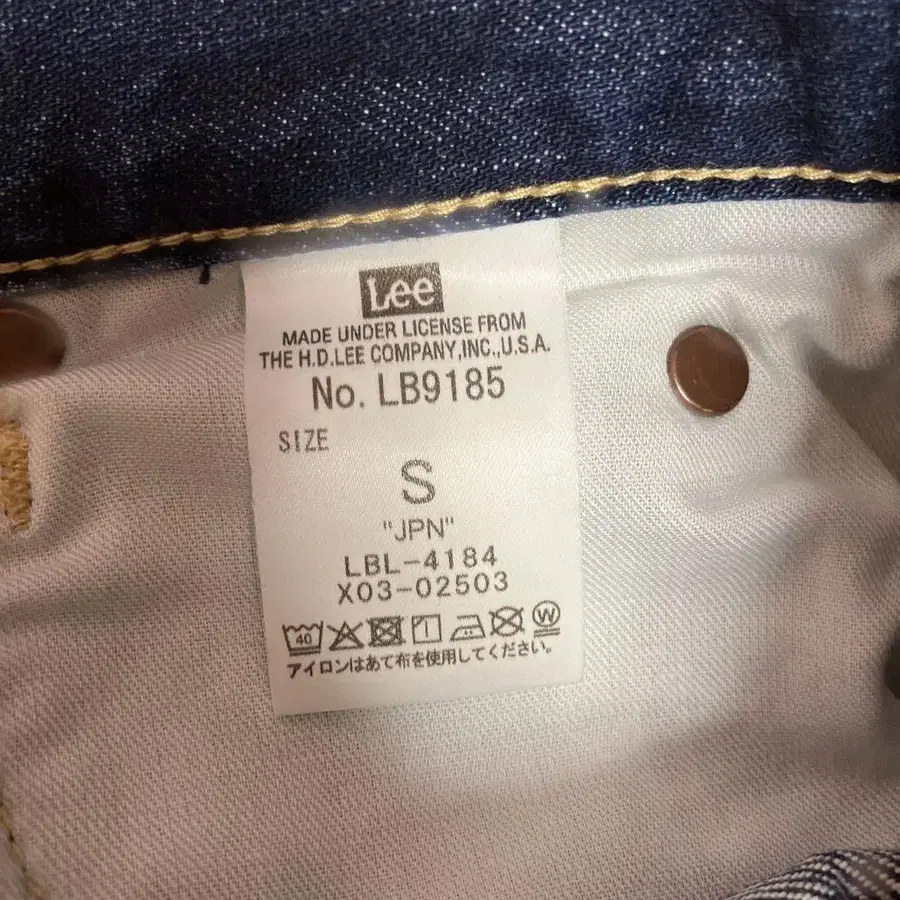 Lee
MADE UNDER LICENSE FROM
THE H.D.LEE COMPANY,INC.,U.S.A.
No. LB9185
SIZE
S
"JPN"
LBL-4184
X03-02503
40 W
アイロンはあて布を使用してください。